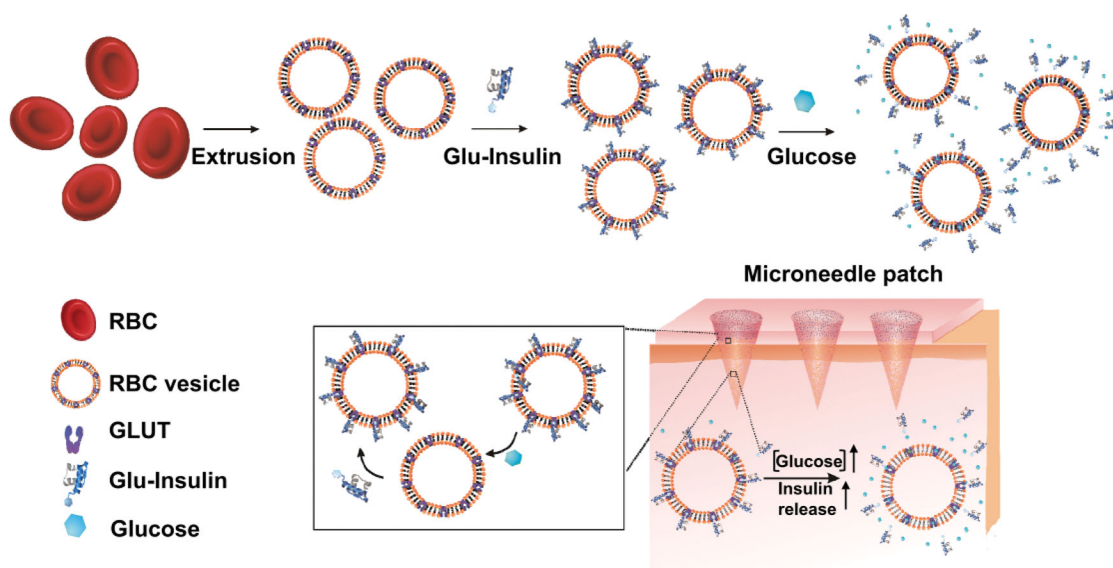 Extrusion
Glu-Insulin
Glucose
Microneedle patch
RBC
RBC vesicle
GLUT
Glu-Insulin
Glucose
[Glucose]
Insulin
release